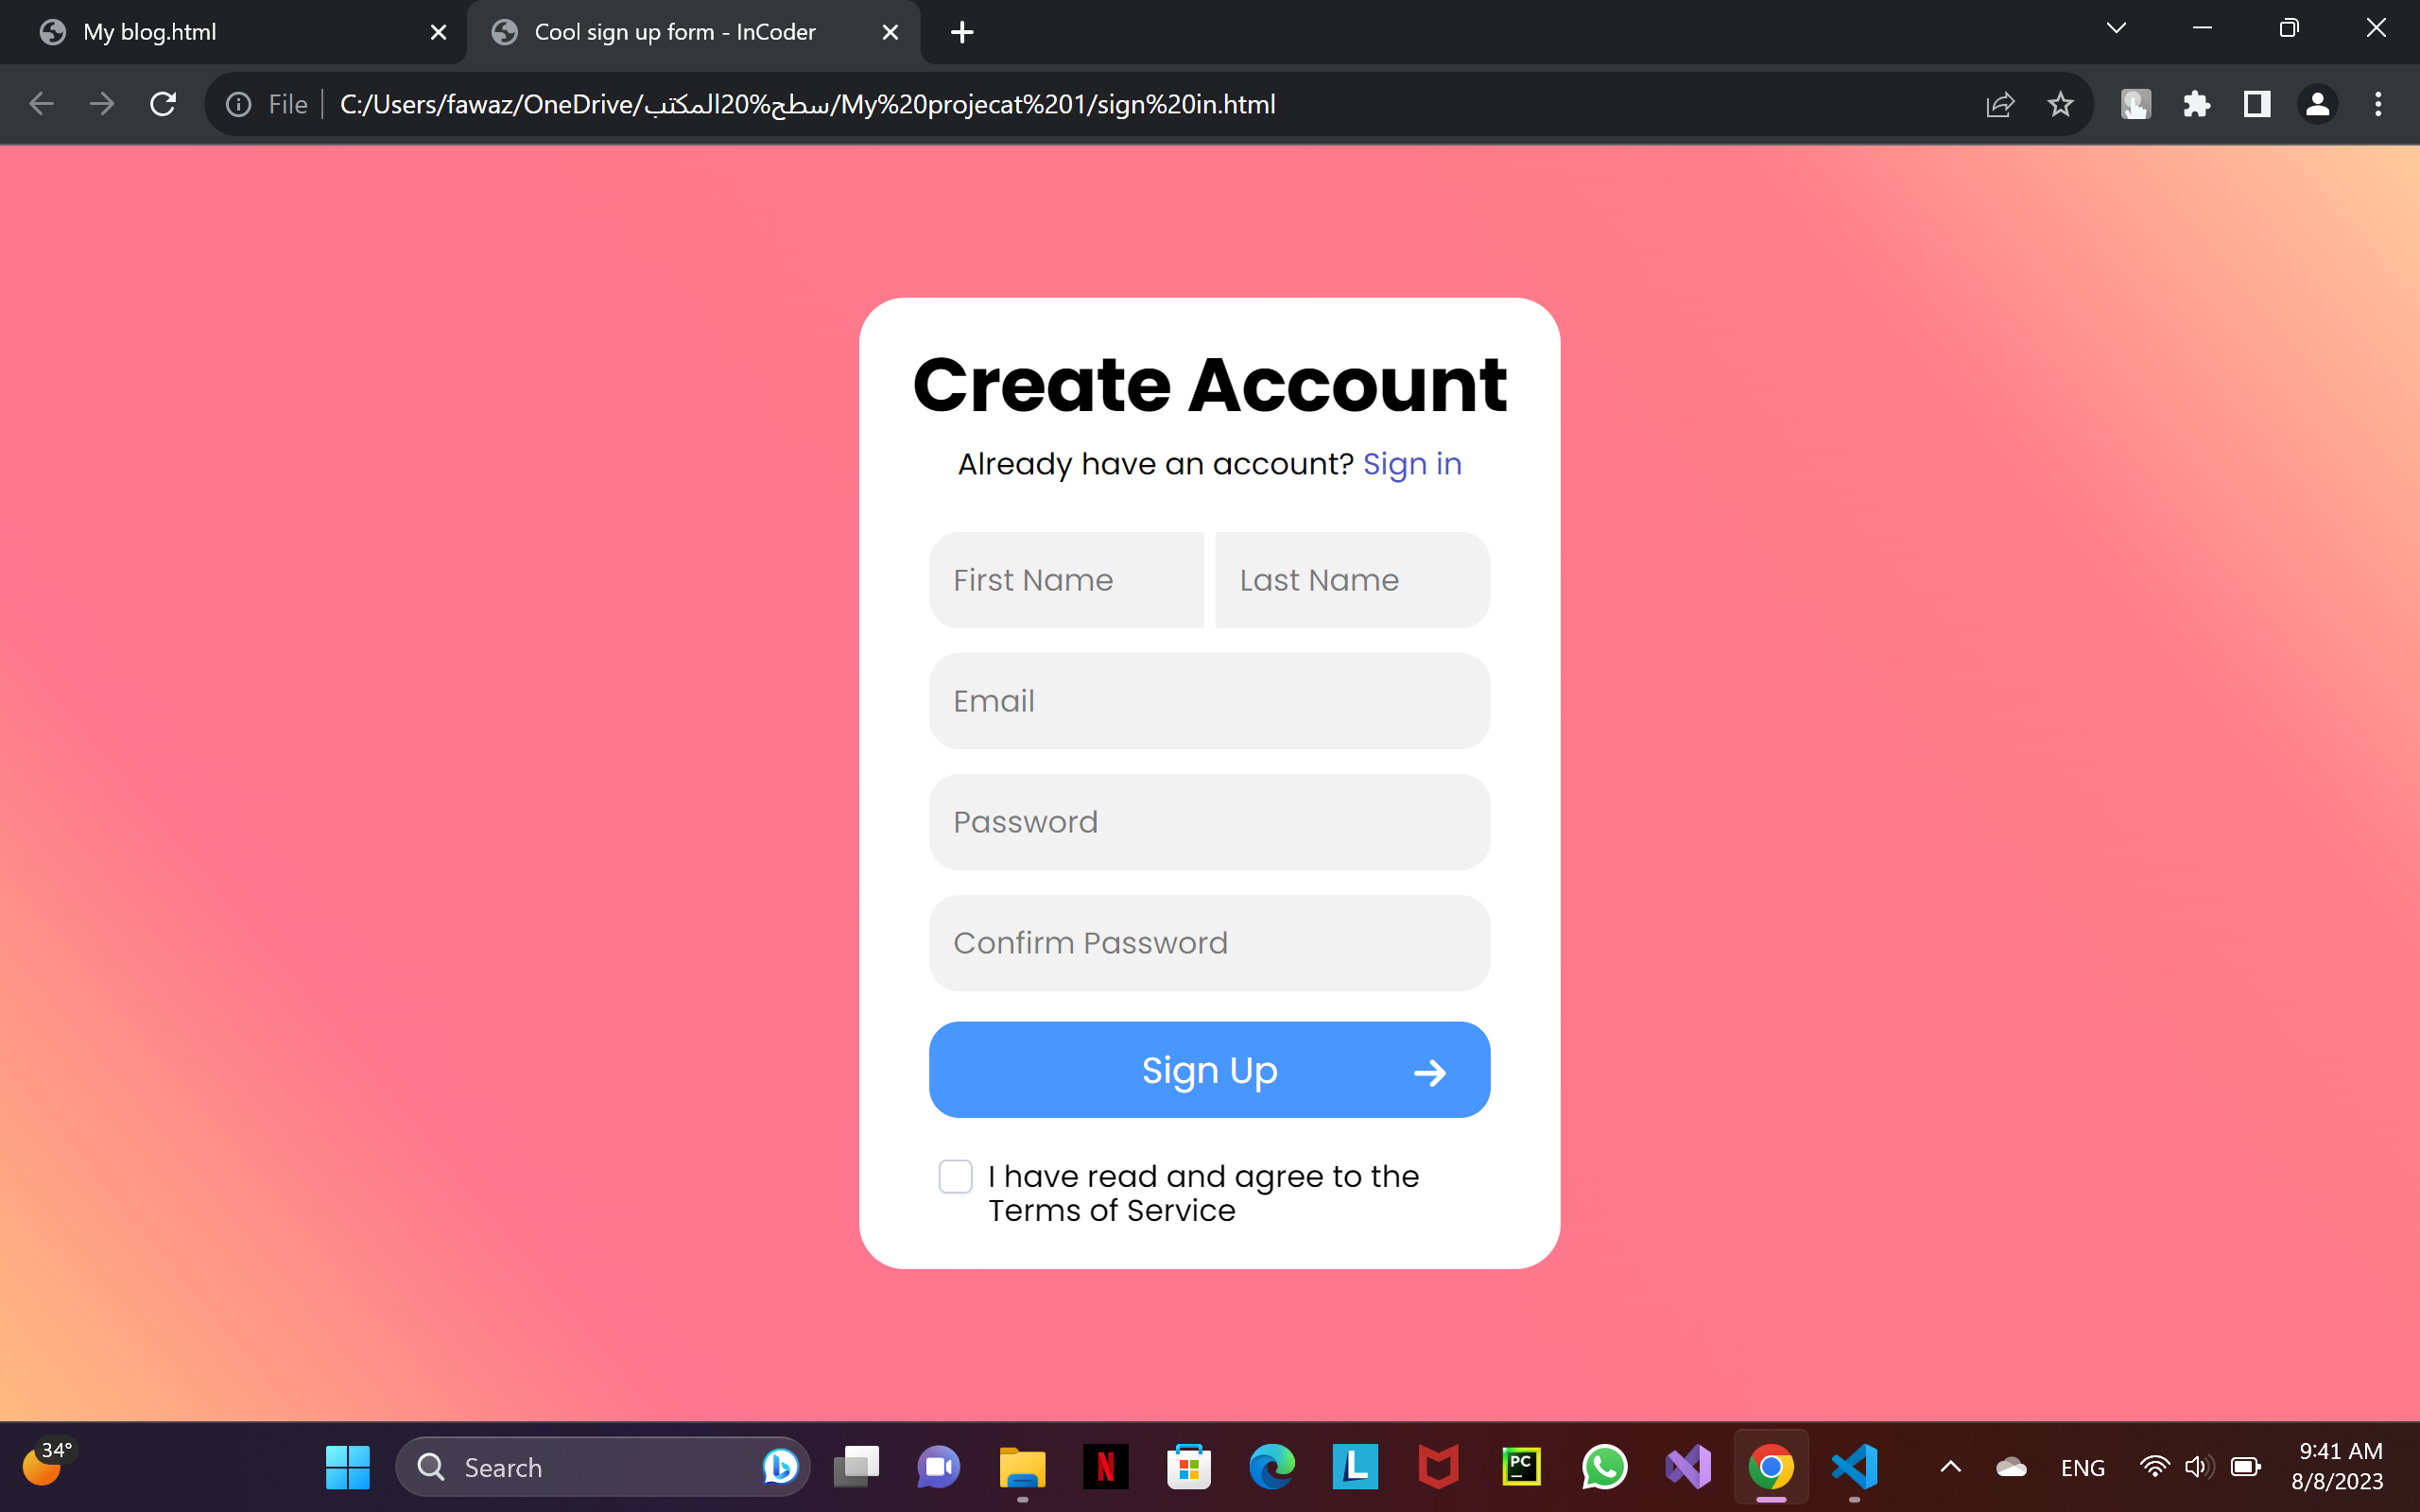 My blog.html
Cool sign up form - InCoder
File
C:/Users/fawaz/OneDrive/سطح%20المكتب/My%20projecat%201/sign%20in.html
Create Account
Already have an account? Sign in
First Name
Last Name
Email
Password
Confirm Password
Sign Up
I have read and agree to the
Terms of Service
34°
Search
N
L
PC
ENG
9:41 AM
8/8/2023